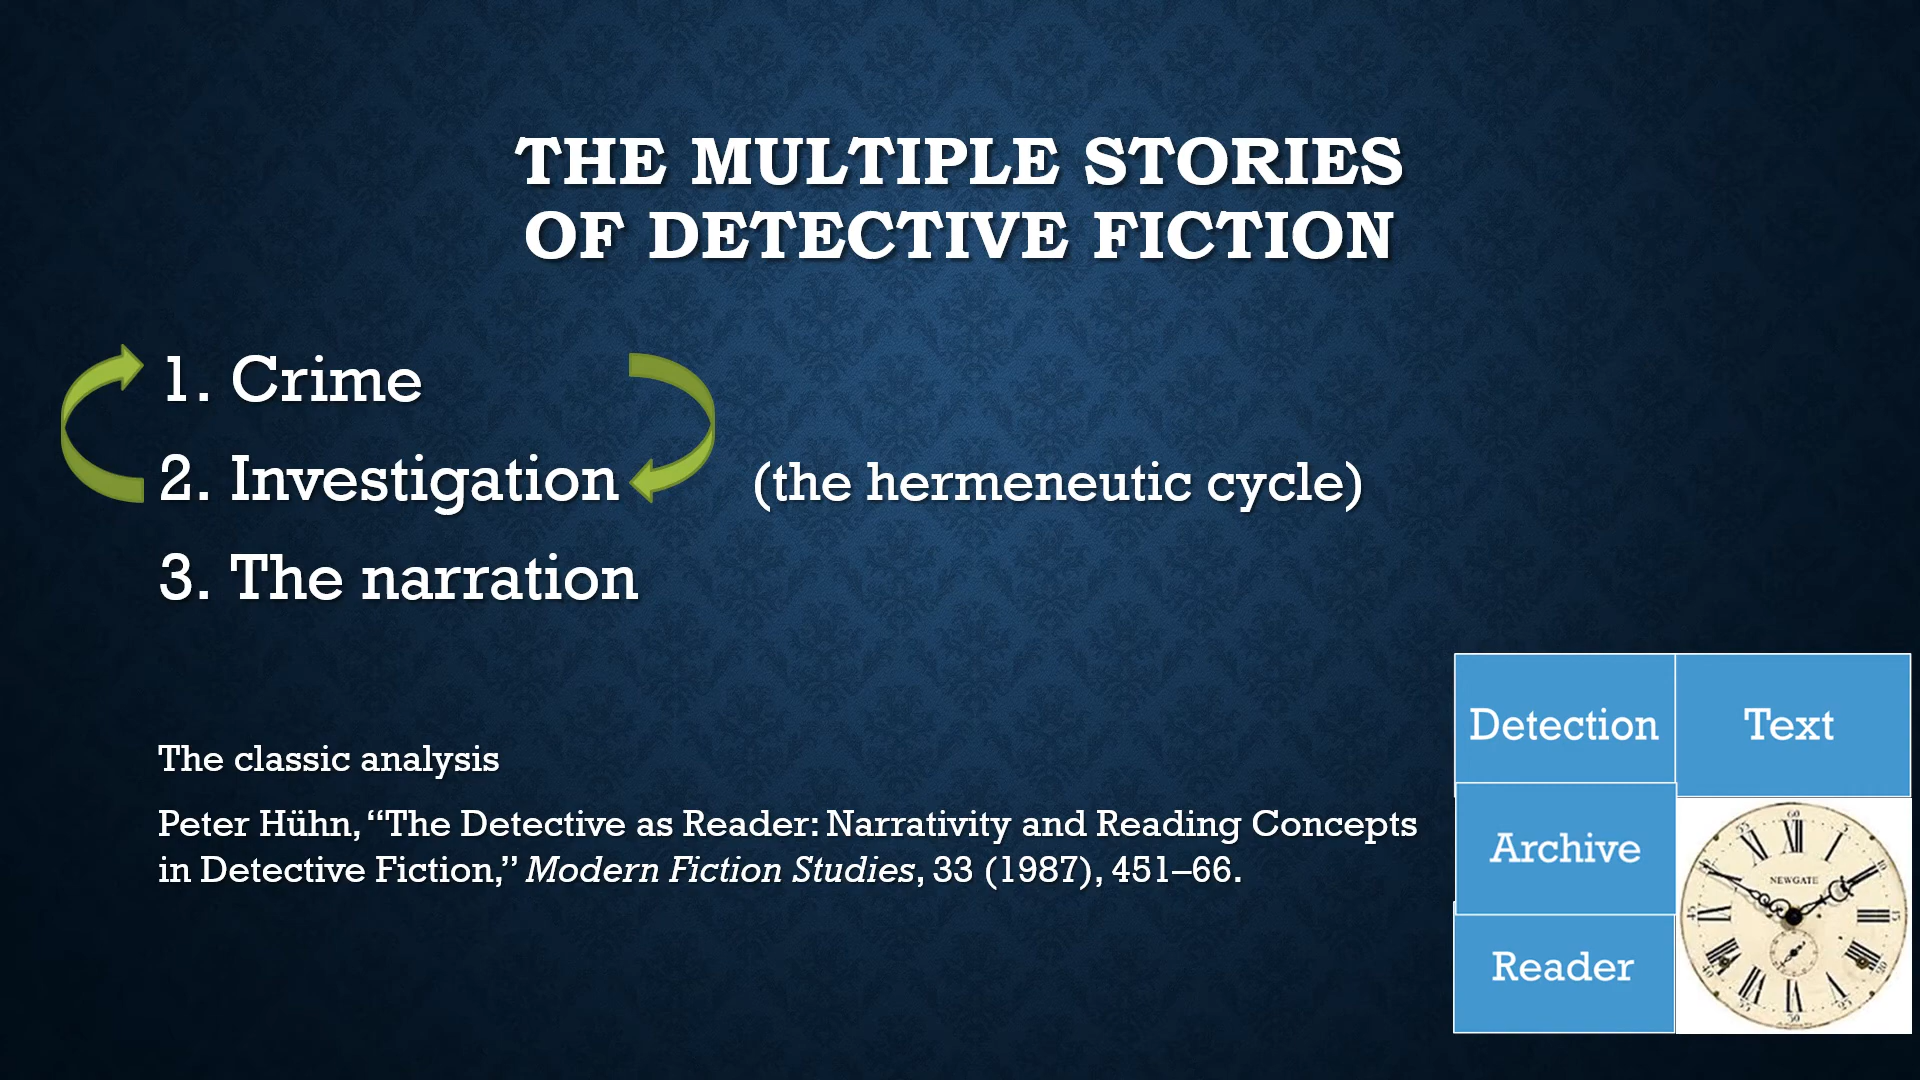 THE MULTIPLE STORIES
OF DETECTIVE FICTION
1. Crime
2. Investigation (the hermeneutic cycle)
3. The narration
The classic analysis
Peter Hühn, “The Detective as Reader: Narrativity and Reading Concepts
in Detective Fiction,” Modern Fiction Studies, 33 (1987), 451–66.
Detection Text
Archive
Reader
NEWGATE